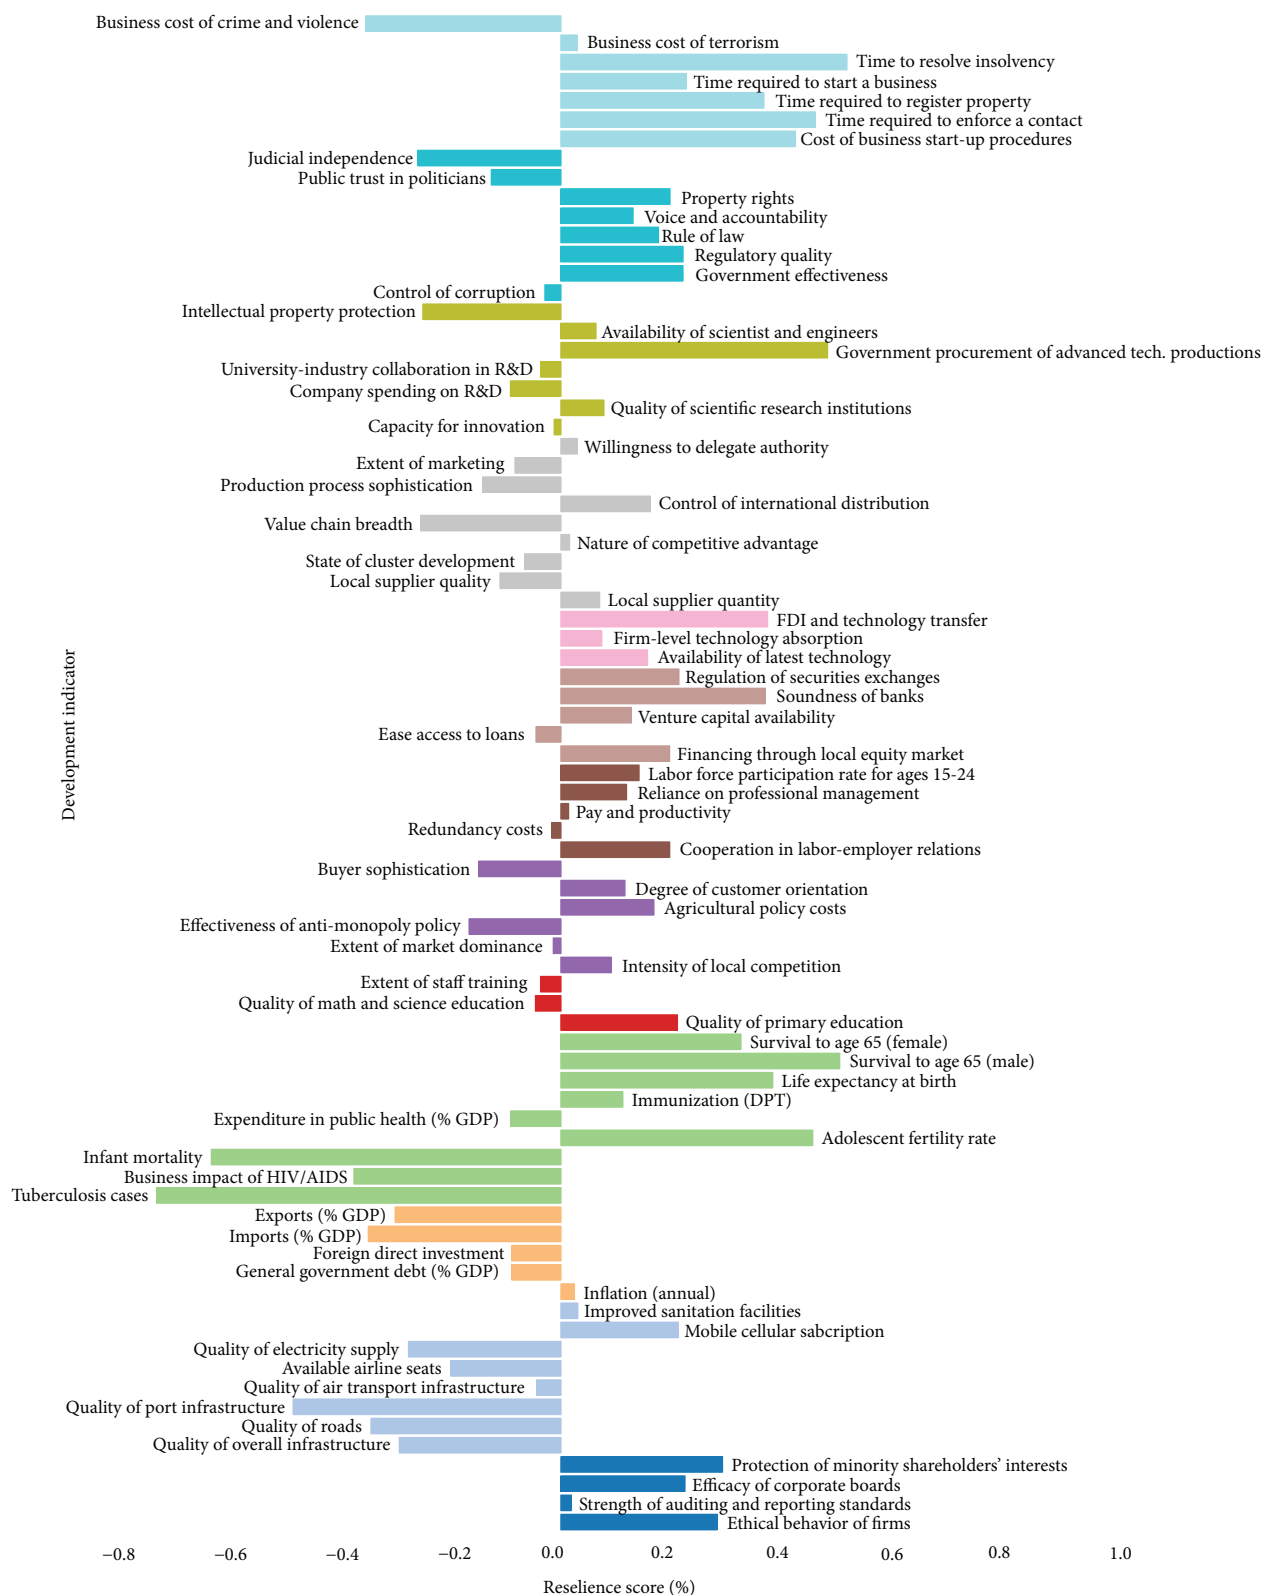 Business cost of crime and violence
Business cost of terrorism
Time to resolve insolvency
Time required to start a business
Time required to register property
Time required to enforce a contact
Cost of business start-up procedures
Judicial independence
Public trust in politicians
Property rights
Voice and accountability
Rule of law
Regulatory quality
Government effectiveness
Control of corruption
Intellectual property protection
Availability of scientist and engineers
Government procurement of advanced tech. productions
University-industry collaboration in R&D
Company spending on R&D
Quality of scientific research institutions
Capacity for innovation
Willingness to delegate authority
Extent of marketing
Production process sophistication
Control of international distribution
Value chain breadth
Nature of competitive advantage
State of cluster development
Local supplier quality
Local supplier quantity
FDI and technology transfer
Firm-level technology absorption
Availability of latest technology
Regulation of securities exchanges
Soundness of banks
Venture capital availability
Ease access to loans
Financing through local equity market
Labor force participation rate for ages 15-24
Reliance on professional management
Pay and productivity
Redundancy costs
Cooperation in labor-employer relations
Buyer sophistication
Degree of customer orientation
Agricultural policy costs
Effectiveness of anti-monopoly policy
Extent of market dominance
Intensity of local competition
Extent of staff training
Quality of math and science education
Quality of primary education
Survival to age 65 (female)
Survival to age 65 (male)
Life expectancy at birth
Immunization (DPT)
Expenditure in public health (% GDP)
Adolescent fertility rate
Infant mortality
Business impact of HIV/AIDS
Tuberculosis cases
Exports (% GDP)
Imports (% GDP)
Foreign direct investment
General government debt (% GDP)
Inflation (annual)
Improved sanitation facilities
Mobile cellular sabcription
Quality of electricity supply
Available airline seats
Quality of air transport infrastructure
Quality of port infrastructure
Quality of roads
Quality of overall infrastructure
Protection of minority shareholders' interests
Efficacy of corporate boards
Strength of auditing and reporting standards
Ethical behavior of firms
Development indicator
−0.8 −0.6 −0.4 −0.2 0.0 0.2 0.4 0.6 0.8 1.0
Reselience score (%)